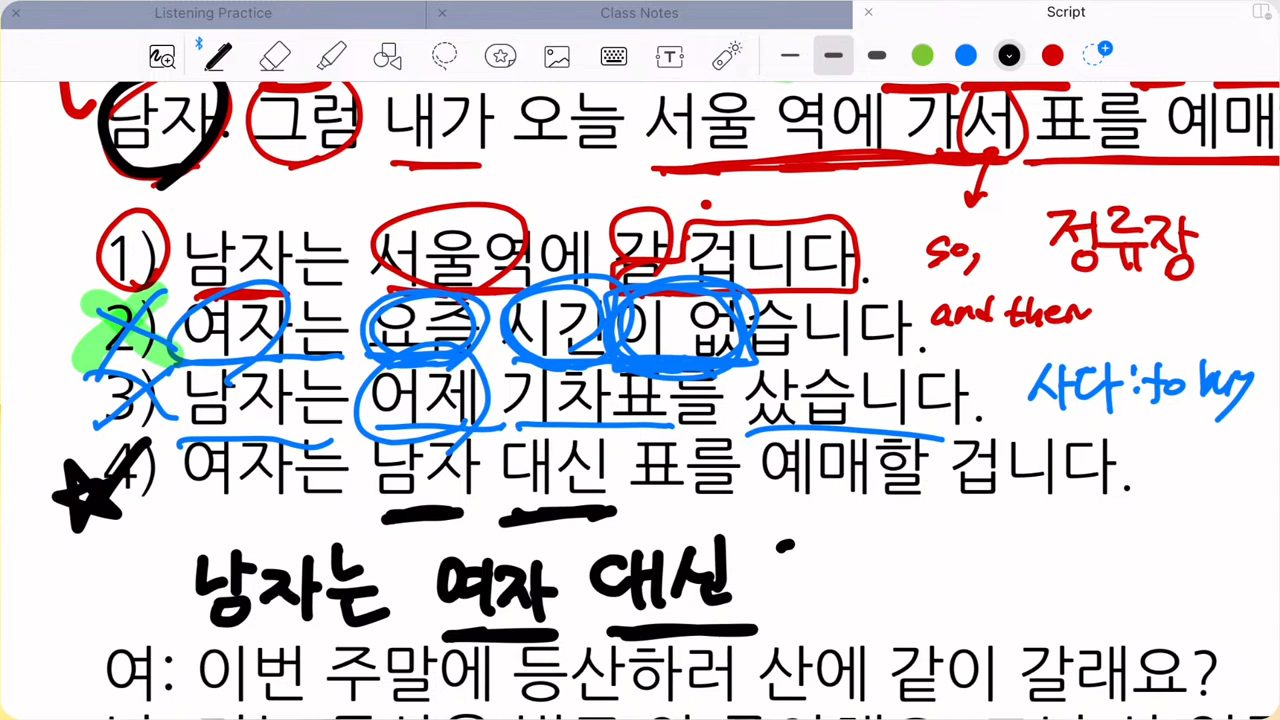 Listening Practice
Class Notes
Script
남자: 그럼 내가 오늘 서울 역에 가서 표를 예매
1) 남자는 서울역에 갈 겁니다.
so,
정류장
2) 여자는 요즘 시간이 없습니다.
and then
3) 남자는 어제 기차표를 샀습니다.
사다: to buy
4) 여자는 남자 대신 표를 예매할 겁니다.
남자는 여자 대신
여: 이번 주말에 등산하러 산에 같이 갈래요?